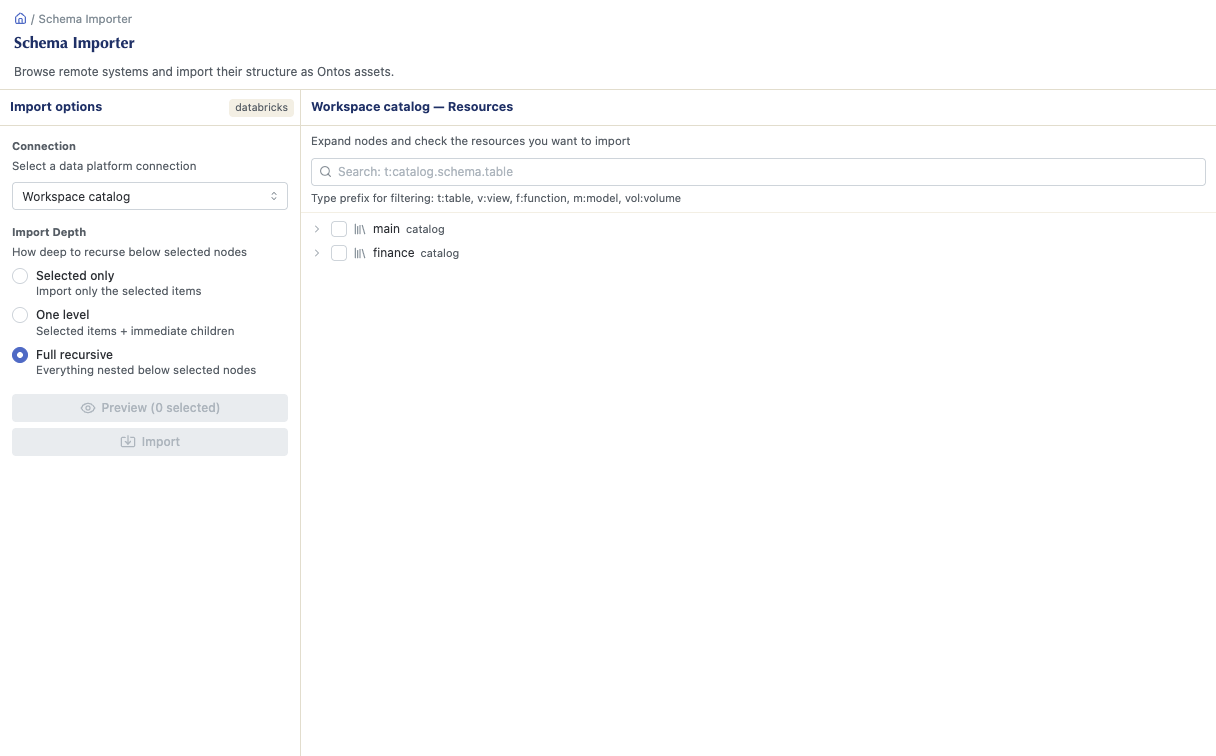 / Schema Importer
Schema Importer
Browse remote systems and import their structure as Ontos assets.
Import options
databricks
Connection
Select a data platform connection
Workspace catalog
Import Depth
How deep to recurse below selected nodes
Selected only
Import only the selected items
One level
Selected items + immediate children
Full recursive
Everything nested below selected nodes
Preview (0 selected)
Import
Workspace catalog — Resources
Expand nodes and check the resources you want to import
Search: t:catalog.schema.table
Type prefix for filtering: t:table, v:view, f:function, m:model, vol:volume
main catalog
finance catalog